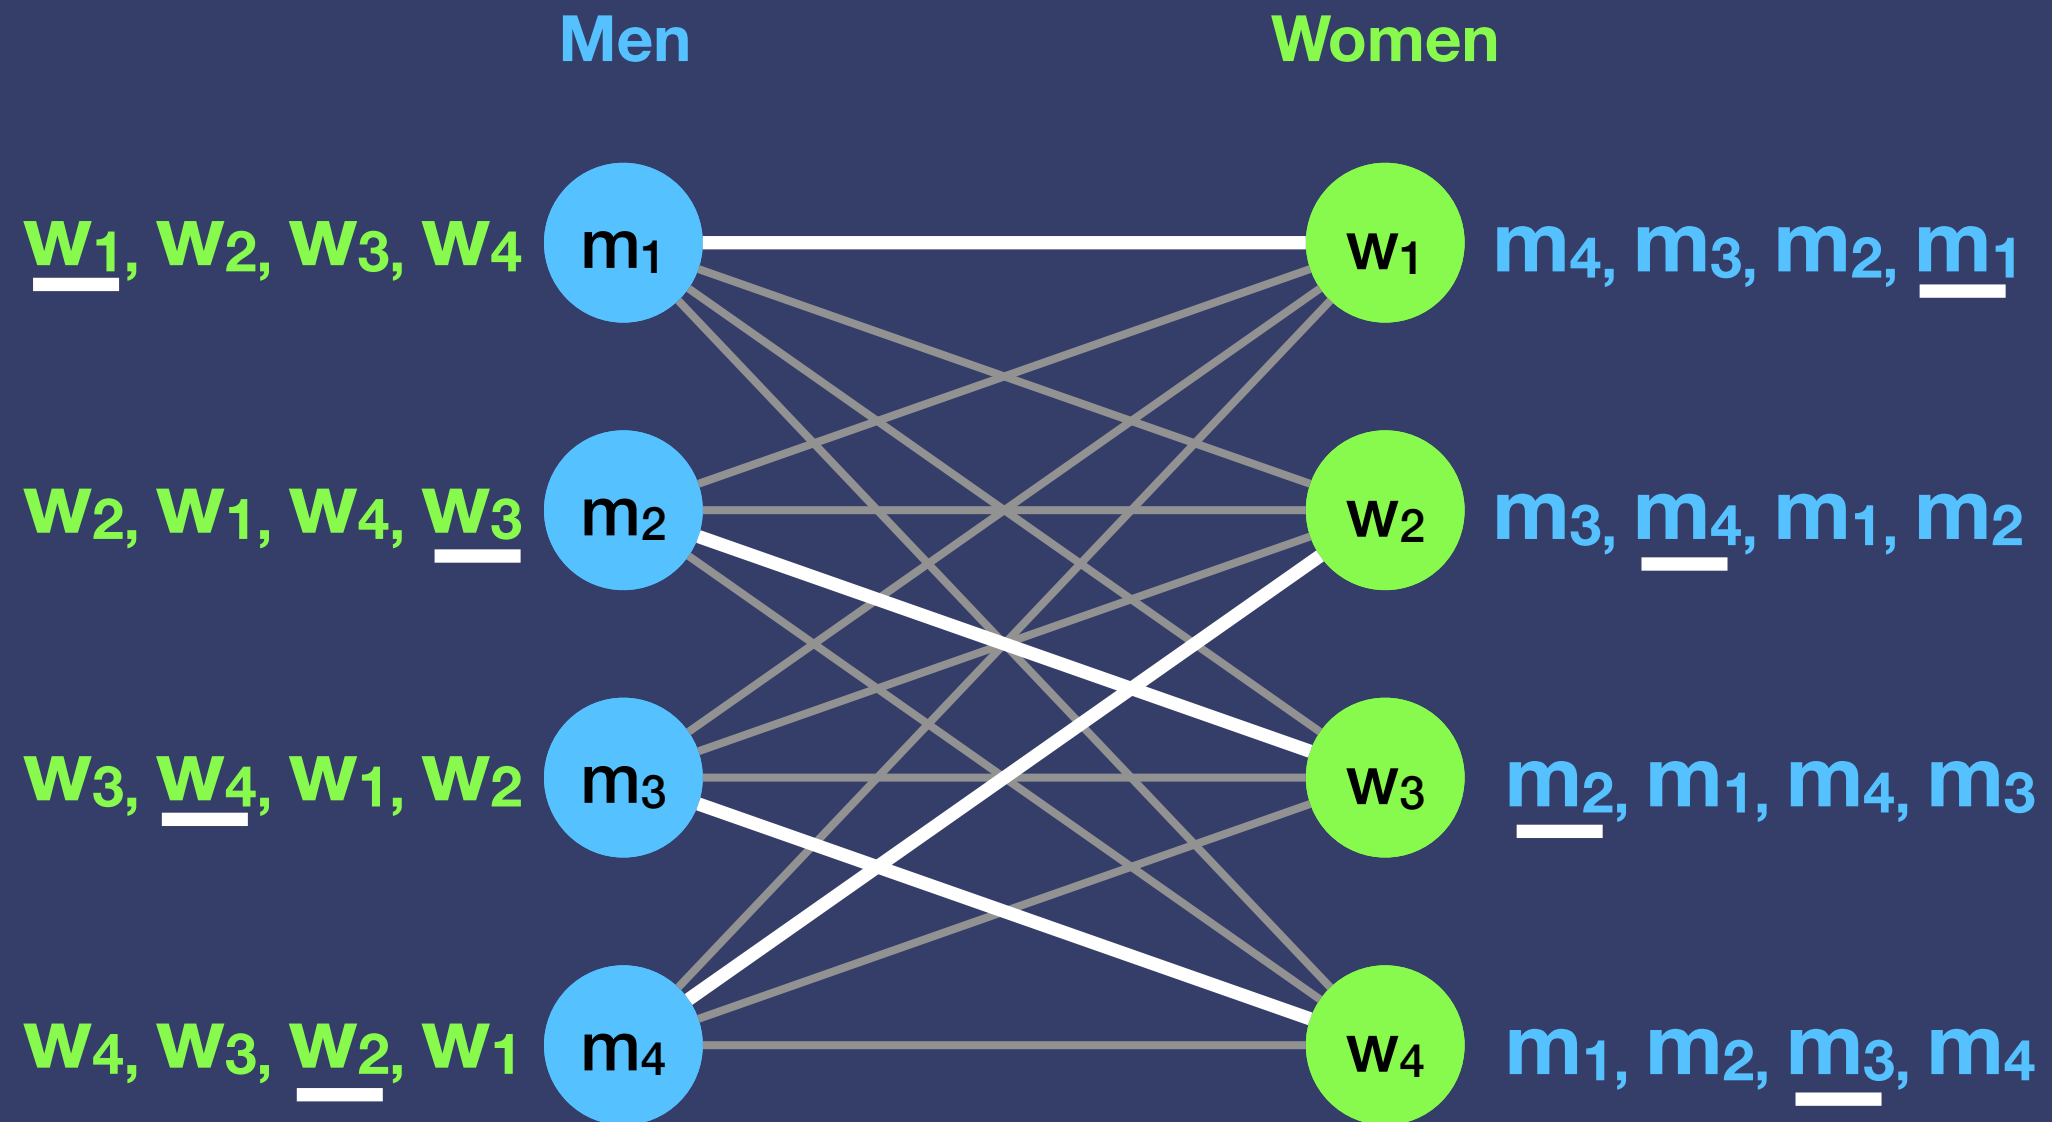 Men Women
w₁, w₂, w₃, w₄ m₁ w₁ m₄, m₃, m₂, m₁
w₂, w₁, w₄, w₃ m₂ w₂ m₃, m₄, m₁, m₂
w₃, w₄, w₁, w₂ m₃ w₃ m₂, m₁, m₄, m₃
w₄, w₃, w₂, w₁ m₄ w₄ m₁, m₂, m₃, m₄